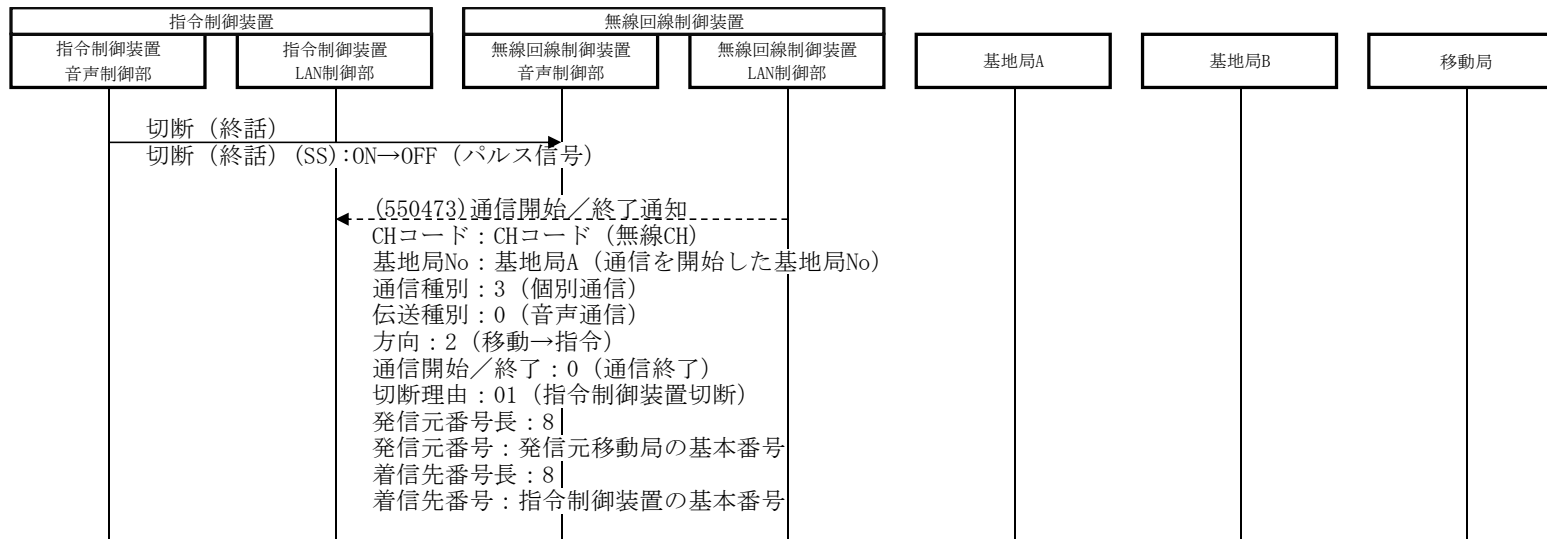 指令制御装置
無線回線制御装置
指令制御装置
音声制御部
指令制御装置
LAN制御部
無線回線制御装置
音声制御部
無線回線制御装置
LAN制御部
基地局A
基地局B
移動局
切断（終話）
切断（終話）(SS):ON→OFF（パルス信号）
(550473)通信開始／終了通知
CHコード：CHコード（無線CH）
基地局No：基地局A（通信を開始した基地局No）
通信種別：3（個別通信）
伝送種別：0（音声通信）
方向：2（移動→指令）
通信開始／終了：0（通信終了）
切断理由：01（指令制御装置切断）
発信元番号長：8
発信元番号：発信元移動局の基本番号
着信先番号長：8
着信先番号：指令制御装置の基本番号